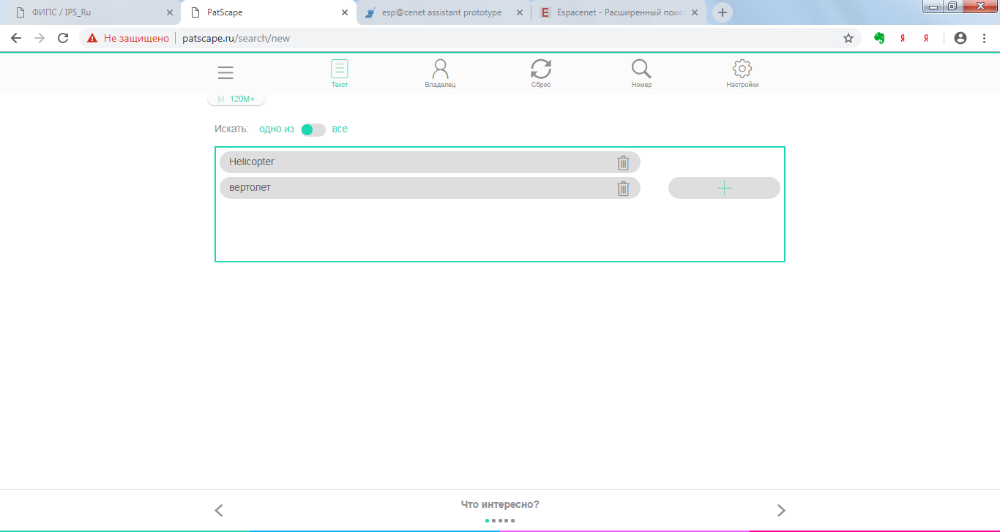 ФИПС / IPS_Ru
PatScape
esp@cenet assistant prototype
Espacenet - Расширенный поис
Не защищено
patscape.ru/search/new
Я
Я
Текст
Владелец
Сброс
Номер
Настройки
120M+
Искать: одно из все
Helicopter
вертолет
Что интересно?